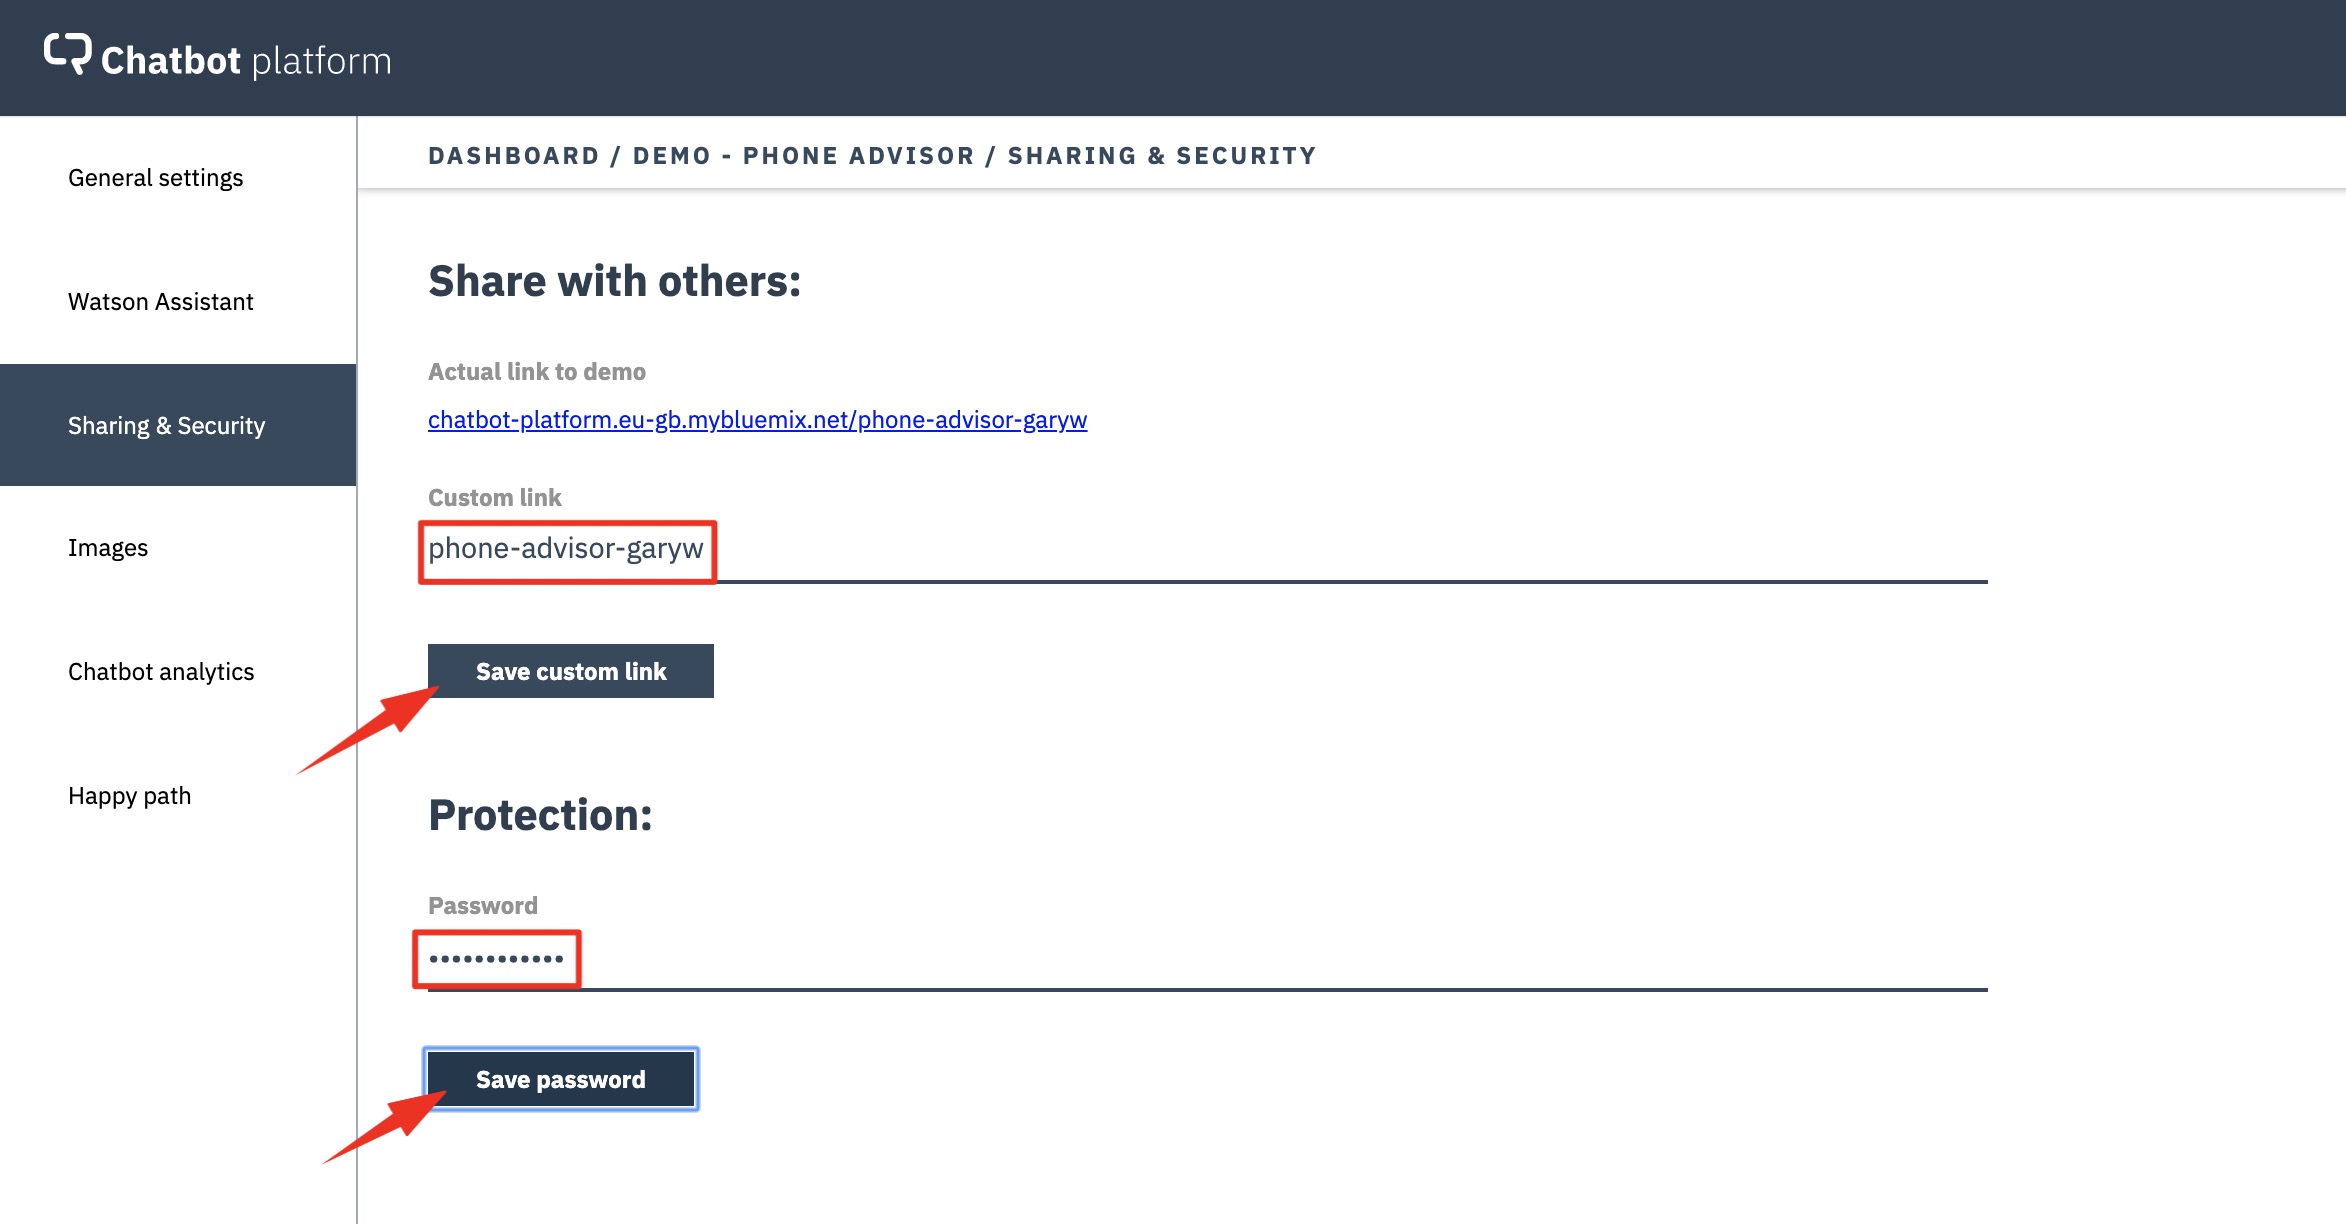 Chatbot platform
General settings
Watson Assistant
Sharing & Security
Images
Chatbot analytics
Happy path
DASHBOARD / DEMO - PHONE ADVISOR / SHARING & SECURITY
Share with others:
Actual link to demo
chatbot-platform.eu-gb.mybluemix.net/phone-advisor-garyw
Custom link
phone-advisor-garyw
Save custom link
Protection:
Password
••••••••••••
Save password